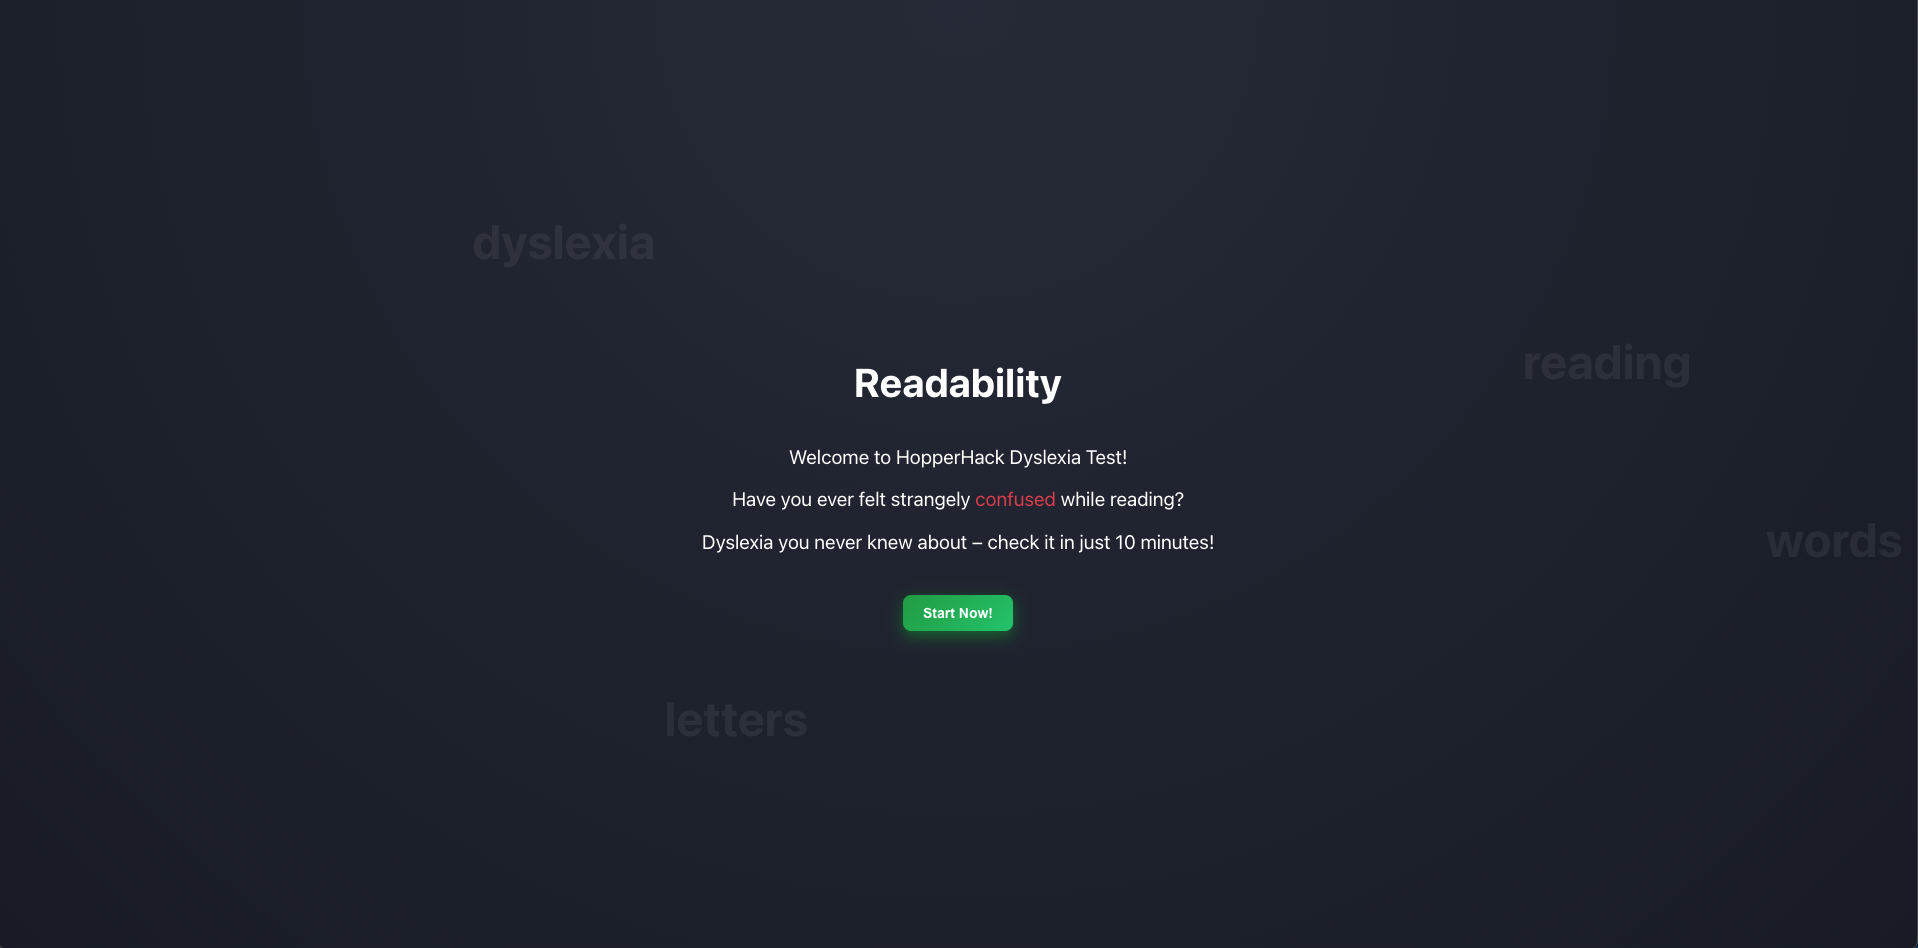 dyslexia
reading
Readability
Welcome to HopperHack Dyslexia Test!
Have you ever felt strangely confused while reading?
words
Dyslexia you never knew about – check it in just 10 minutes!
Start Now!
letters